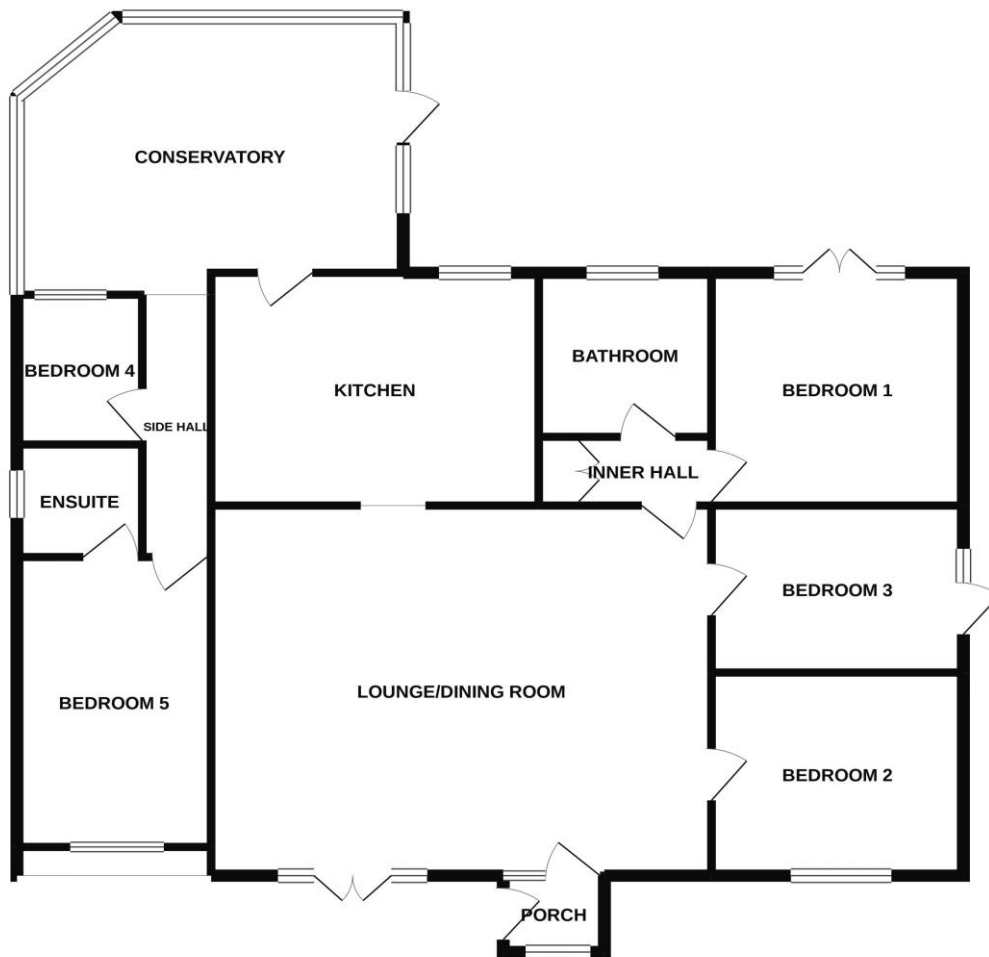 CONSERVATORY
BEDROOM 4
KITCHEN
BATHROOM
BEDROOM 1
SIDE HALL
INNER HALL
ENSUITE
BEDROOM 3
BEDROOM 5
LOUNGE/DINING ROOM
BEDROOM 2
PORCH